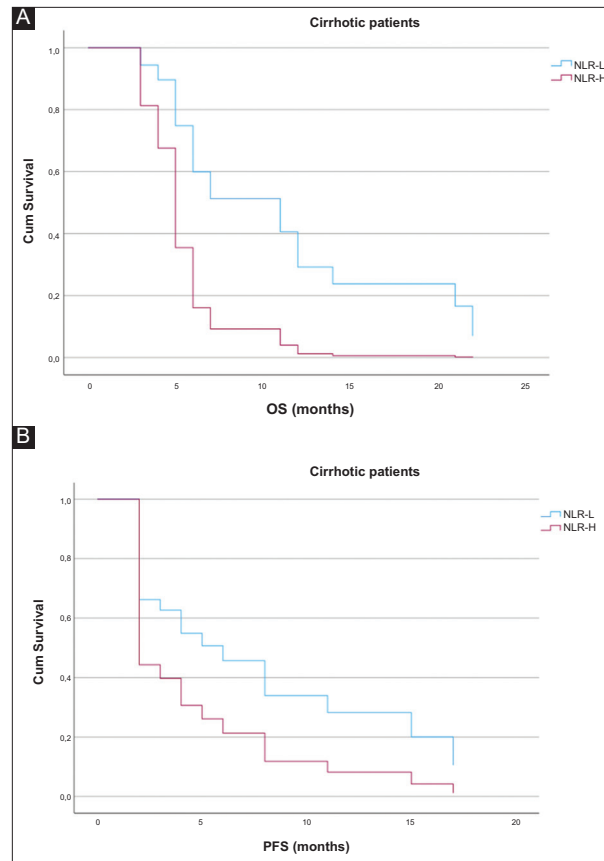 A
Cirrhotic patients
1,0
0,8
0,6
0,4
0,2
0,0
Cum Survival
0 5 10 15 20 25
OS (months)
NLR-L
NLR-H
B
Cirrhotic patients
1,0
0,8
0,6
0,4
0,2
0,0
Cum Survival
0 5 10 15 20
PFS (months)
NLR-L
NLR-H